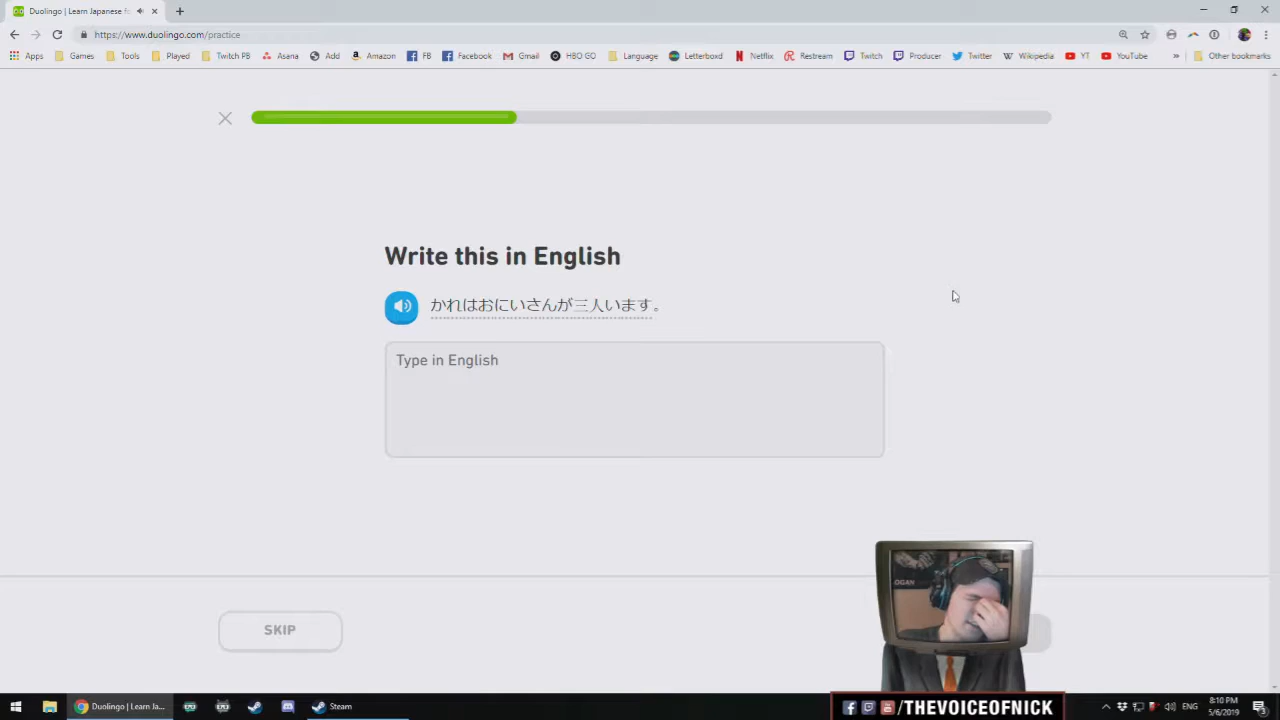 Duolingo | Learn Japanese fo
https://www.duolingo.com/practice
Apps Games Tools Played Twitch PB Asana Add Amazon FB Facebook Gmail HBO GO Language Letterboxd Netflix Restream Twitch Producer Twitter Wikipedia YT YouTube » Other bookmarks
Write this in English
かれはおにいさんが三人います。
Type in English
OGAN
SKIP
/THEVOICEOFNICK
Duolingo | Learn Ja...
Steam
ENG
8:10 PM
5/6/2019